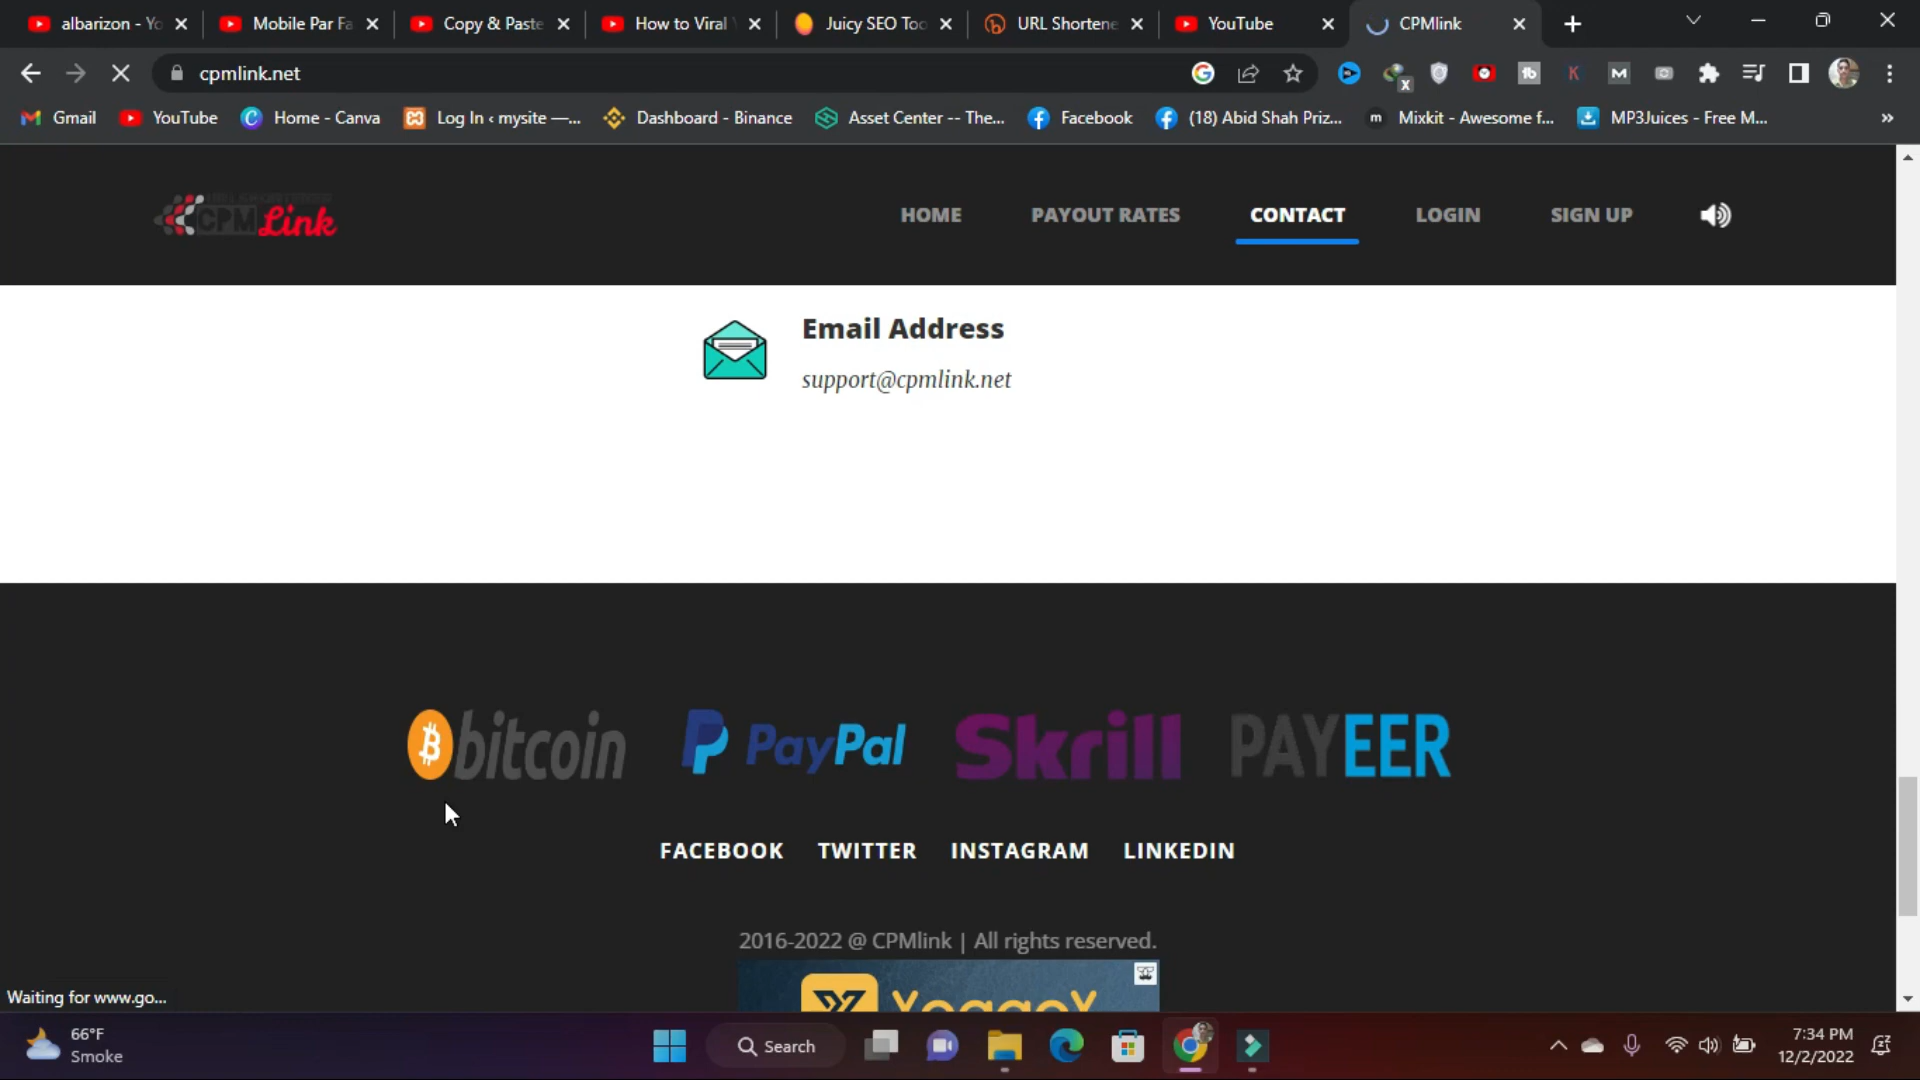 albarizon - Yo
Mobile Par Fa
Copy & Paste
How to Viral
Juicy SEO Too
URL Shortene
YouTube
CPMlink
cpmlink.net
Gmail
YouTube
Home - Canva
Log In ‹ mysite —...
Dashboard - Binance
Asset Center -- The...
Facebook
(18) Abid Shah Priz...
Mixkit - Awesome f...
MP3Juices - Free M...
CPM Link
HOME
PAYOUT RATES
CONTACT
LOGIN
SIGN UP
Email Address
support@cpmlink.net
bitcoin
PayPal
Skrill
PAYEER
FACEBOOK
TWITTER
INSTAGRAM
LINKEDIN
2016-2022 @ CPMlink | All rights reserved.
Waiting for www.go...
66°F
Smoke
Search
7:34 PM
12/2/2022